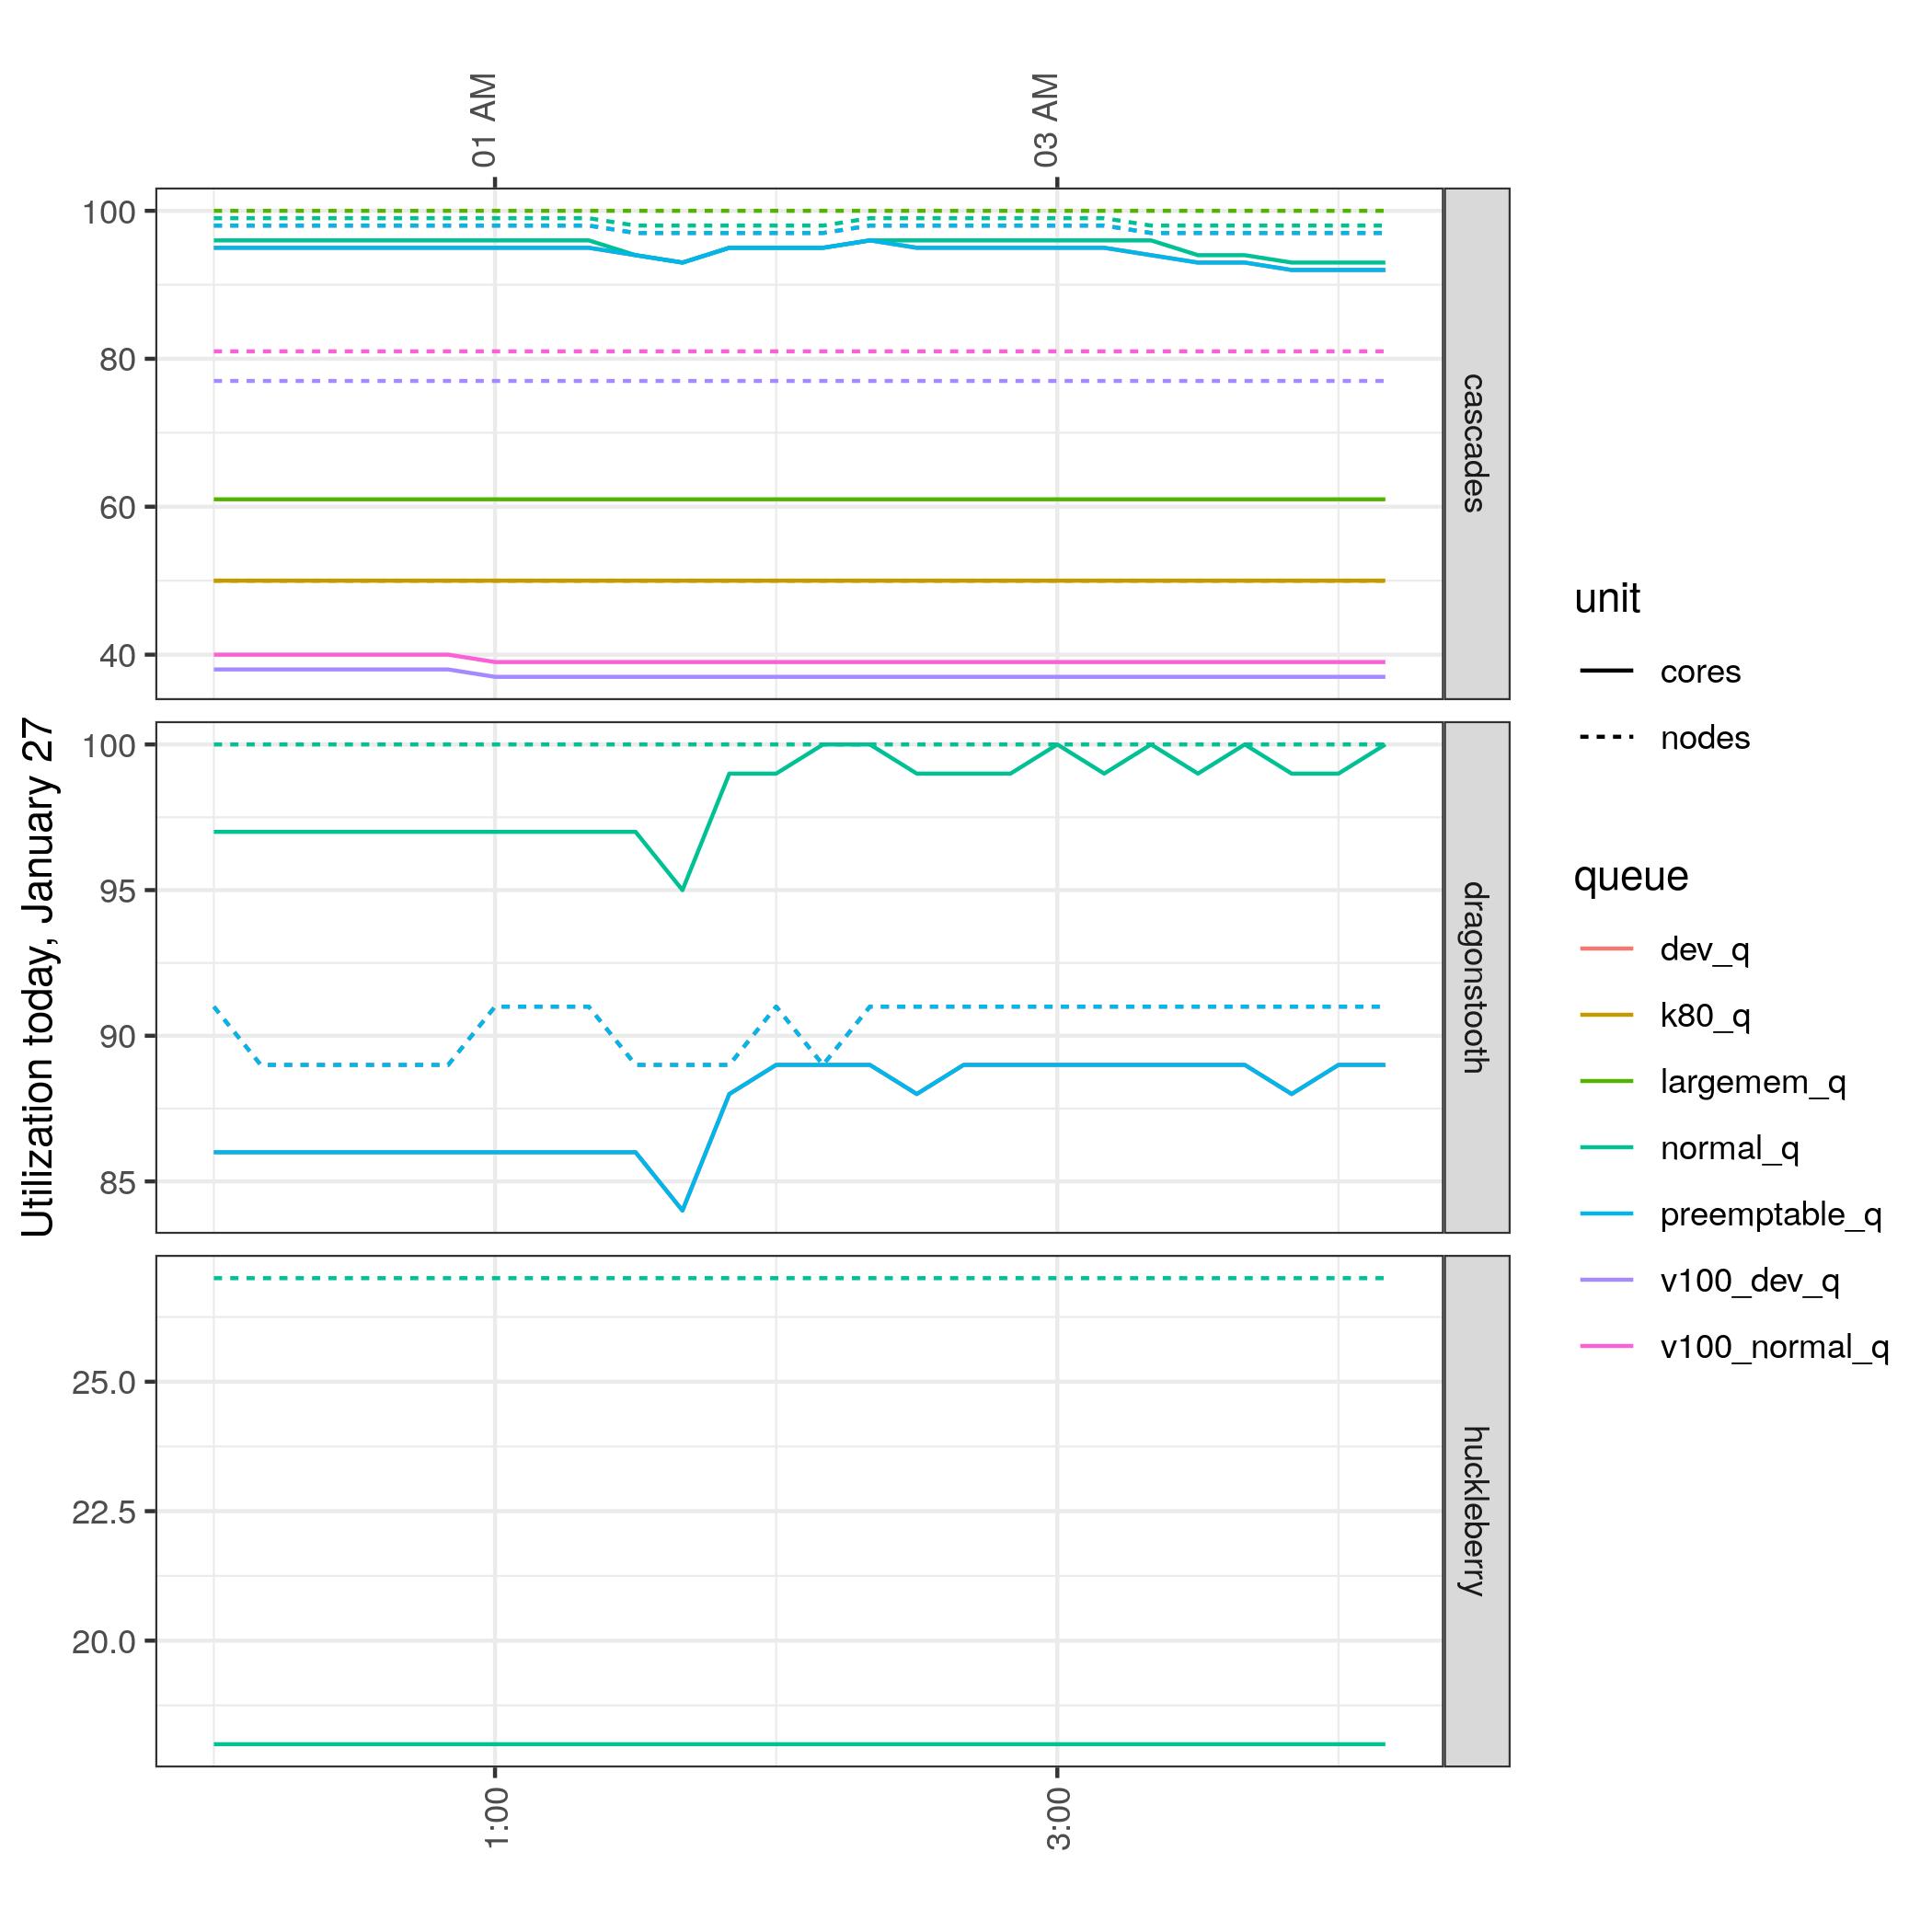 01 AM
03 AM
100
80
60
40
cascades
100
95
90
85
dragonstooth
25.0
22.5
20.0
huckleberry
1:00
3:00
Utilization today, January 27
unit
cores
nodes
queue
dev_q
k80_q
largemem_q
normal_q
preemptable_q
v100_dev_q
v100_normal_q